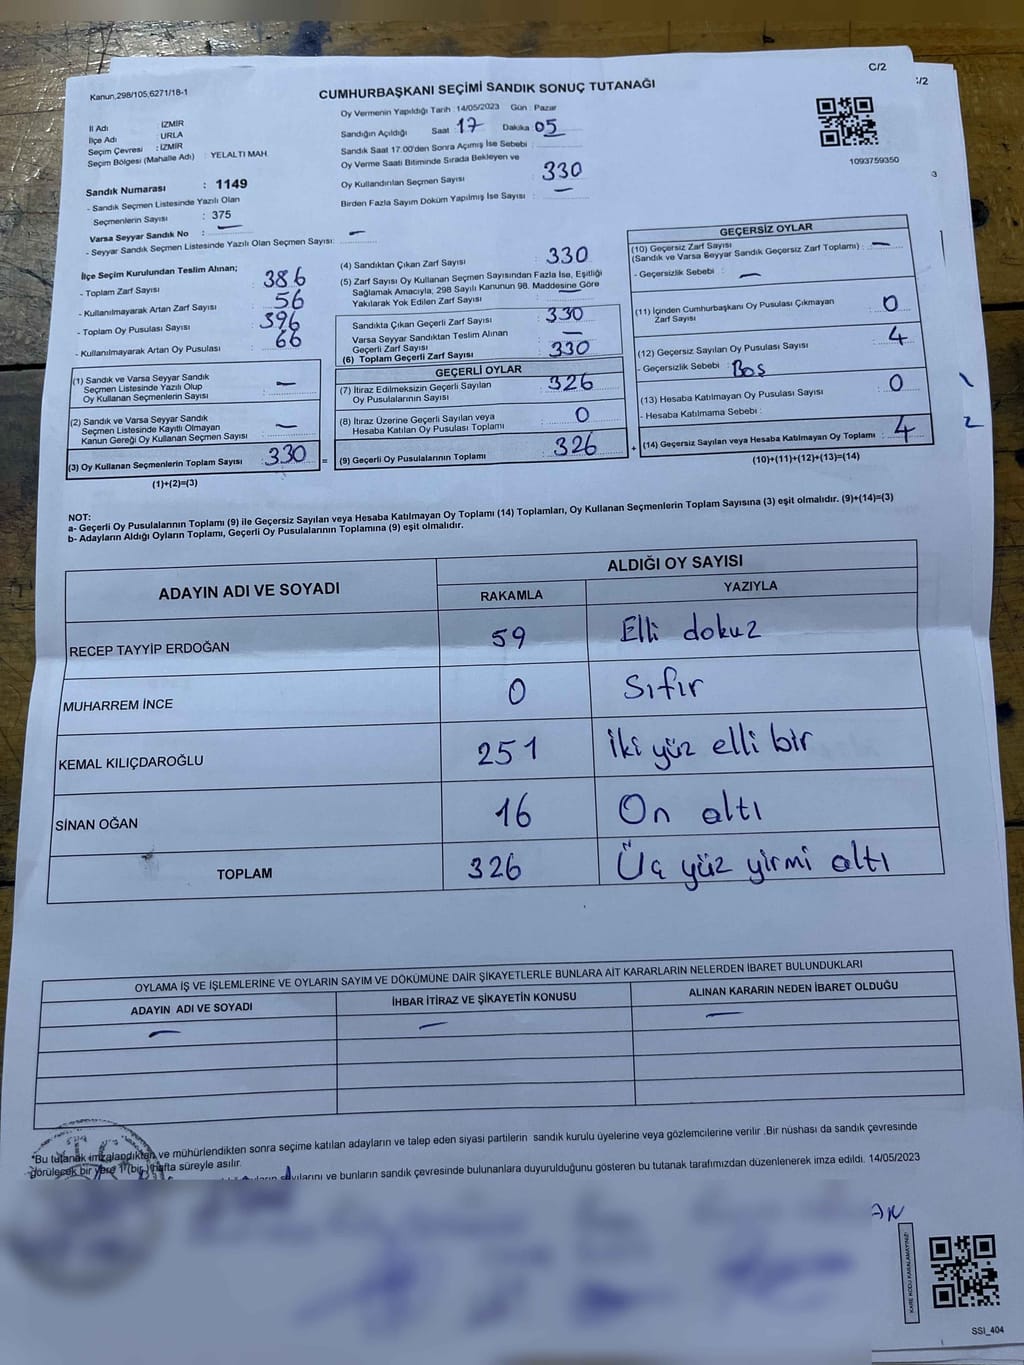 C/2
:/2
Kanun,298/105,6271/18-1
CUMHURBAŞKANI SEÇİMİ SANDIK SONUÇ TUTANAĞI
İl Adı : İZMİR
İlçe Adı : URLA
Seçim Çevresi : İZMİR
Seçim Bölgesi (Mahalle Adı) : YELALTI MAH.
Sandık Numarası : 1149
- Sandık Seçmen Listesinde Yazılı Olan
Seçmenlerin Sayısı : 375
Varsa Seyyar Sandık No : —
- Seyyar Sandık Seçmen Listesinde Yazılı Olan Seçmen Sayısı: —
Oy Vermenin Yapıldığı Tarih : 14/05/2023 Gün : Pazar
Sandığın Açıldığı Saat 17 Dakika 05
Sandık Saat 17:00'den Sonra Açımış İse Sebebi :
Oy Verme Saati Bitiminde Sırada Bekleyen ve
Oy Kullandırılan Seçmen Sayısı : 330
Birden Fazla Sayım Döküm Yapılmış İse Sayısı : —
1093759350
3
İlçe Seçim Kurulundan Teslim Alınan;
- Toplam Zarf Sayısı : 386
- Kullanılmayarak Artan Zarf Sayısı : 56
- Toplam Oy Pusulası Sayısı : 396
- Kullanılmayarak Artan Oy Pusulası : 66
(1) Sandık ve Varsa Seyyar Sandık
Seçmen Listesinde Yazılı Olup
Oy Kullanan Seçmenlerin Sayısı : —
(2) Sandık ve Varsa Seyyar Sandık
Seçmen Listesinde Kayıtlı Olmayan
Kanun Gereği Oy Kullanan Seçmen Sayısı : —
(3) Oy Kullanan Seçmenlerin Toplam Sayısı : 330 =
(1)+(2)=(3)
(4) Sandıktan Çıkan Zarf Sayısı : 330
(5) Zarf Sayısı Oy Kullanan Seçmen Sayısından Fazla İse, Eşitliği
Sağlamak Amacıyla; 298 Sayılı Kanunun 98. Maddesine Göre
Yakılarak Yok Edilen Zarf Sayısı : —
Sandıkta Çıkan Geçerli Zarf Sayısı : 330
Varsa Seyyar Sandıktan Teslim Alınan
Geçerli Zarf Sayısı : —
(6) Toplam Geçerli Zarf Sayısı : 330
GEÇERLİ OYLAR
(7) İtiraz Edilmeksizin Geçerli Sayılan
Oy Pusulalarının Sayısı : 326
(8) İtiraz Üzerine Geçerli Sayılan veya
Hesaba Katılan Oy Pusulası Toplamı : 0
(9) Geçerli Oy Pusulalarının Toplamı : 326 +
GEÇERSİZ OYLAR
(10) Geçersiz Zarf Sayısı
(Sandık ve Varsa Seyyar Sandık Geçersiz Zarf Toplamı) : —
- Geçersizlik Sebebi : —
(11) İçinden Cumhurbaşkanı Oy Pusulası Çıkmayan
Zarf Sayısı : 0
(12) Geçersiz Sayılan Oy Pusulası Sayısı : 4
- Geçersizlik Sebebi : Boş
(13) Hesaba Katılmayan Oy Pusulası Sayısı : 0
- Hesaba Katılmama Sebebi :
(14) Geçersiz Sayılan veya Hesaba Katılmayan Oy Toplamı : 4
(10)+(11)+(12)+(13)=(14)
2
NOT:
a- Geçerli Oy Pusulalarının Toplamı (9) ile Geçersiz Sayılan veya Hesaba Katılmayan Oy Toplamı (14) Toplamları, Oy Kullanan Seçmenlerin Toplam Sayısına (3) eşit olmalıdır. (9)+(14)=(3)
b- Adayların Aldığı Oyların Toplamı, Geçerli Oy Pusulalarının Toplamına (9) eşit olmalıdır.
ADAYIN ADI VE SOYADI
ALDIĞI OY SAYISI
RAKAMLA YAZIYLA
RECEP TAYYİP ERDOĞAN 59 Elli dokuz
MUHARREM İNCE 0 Sıfır
KEMAL KILIÇDAROĞLU 251 İki yüz elli bir
SİNAN OĞAN 16 On altı
TOPLAM 326 Üç yüz yirmi altı
OYLAMA İŞ VE İŞLEMLERİNE VE OYLARIN SAYIM VE DÖKÜMÜNE DAİR ŞİKAYETLERLE BUNLARA AİT KARARLARIN NELERDEN İBARET BULUNDUKLARI
ADAYIN ADI VE SOYADI İHBAR İTİRAZ VE ŞİKAYETİN KONUSU ALINAN KARARIN NEDEN İBARET OLDUĞU
— — —
*Bu tutanak imzalandıktan ve mühürlendikten sonra seçime katılan adayların ve talep eden siyasi partilerin sandık kurulu üyelerine veya gözlemcilerine verilir .Bir nüshası da sandık çevresinde
görülecek bir yere 1 (bir) hafta süreyle asılır.
ve bunların sandık çevresinde bulunanlara duyurulduğunu gösteren bu tutanak tarafımızdan düzenlenerek imza edildi. 14/05/2023
AN
KARE KODU KARALAMAYINIZ!
SSI_404